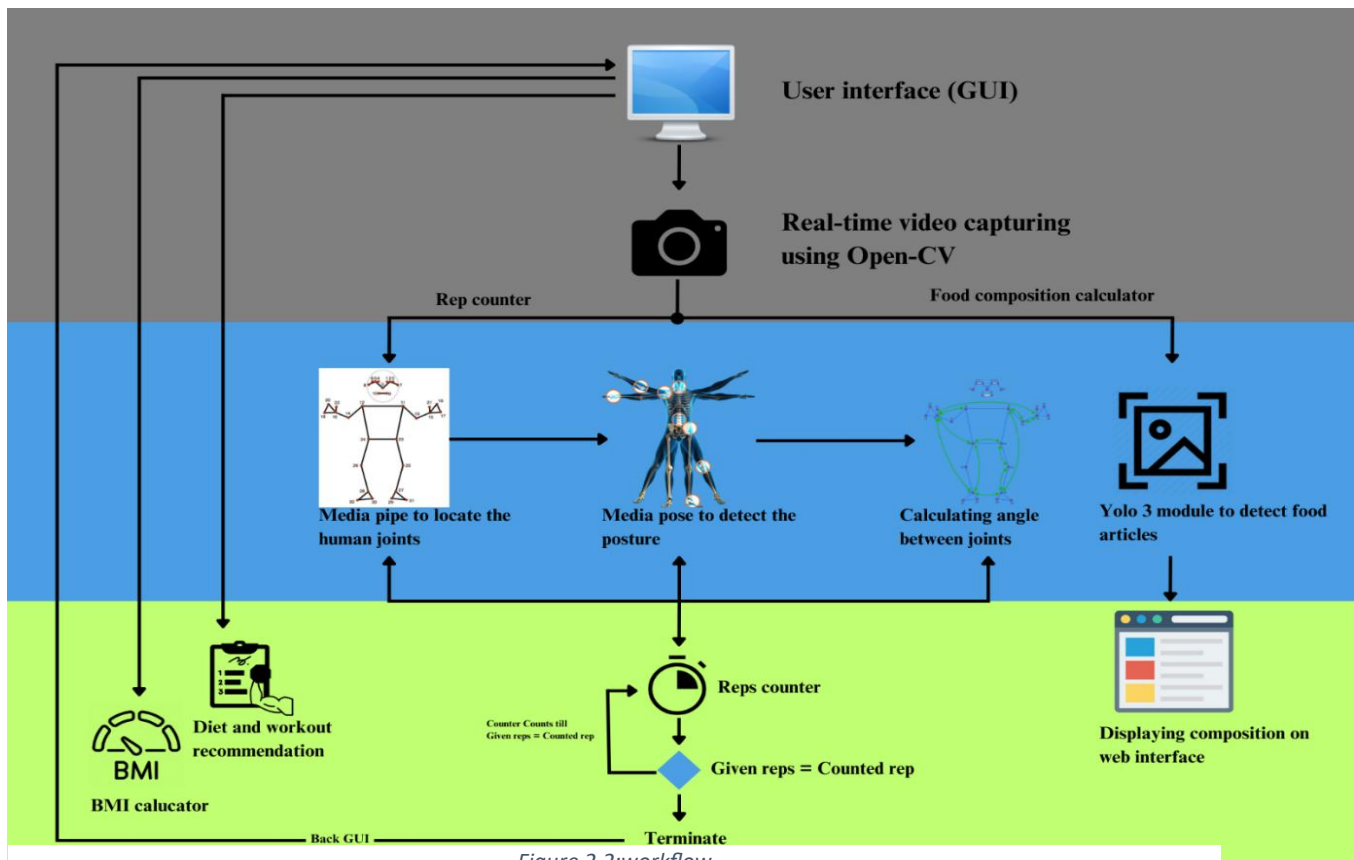 User interface (GUI)
Real-time video capturing
using Open-CV
Rep counter
Food composition calculator
Media pipe to locate the
human joints
Media pose to detect the
posture
Calculating angle
between joints
Yolo 3 module to detect food
articles
1
2
3
Diet and workout
recommendation
BMI
BMI calucator
Reps counter
Counter Counts till
Given reps = Counted rep
Given reps = Counted rep
Terminate
Back GUI
Displaying composition on
web interface